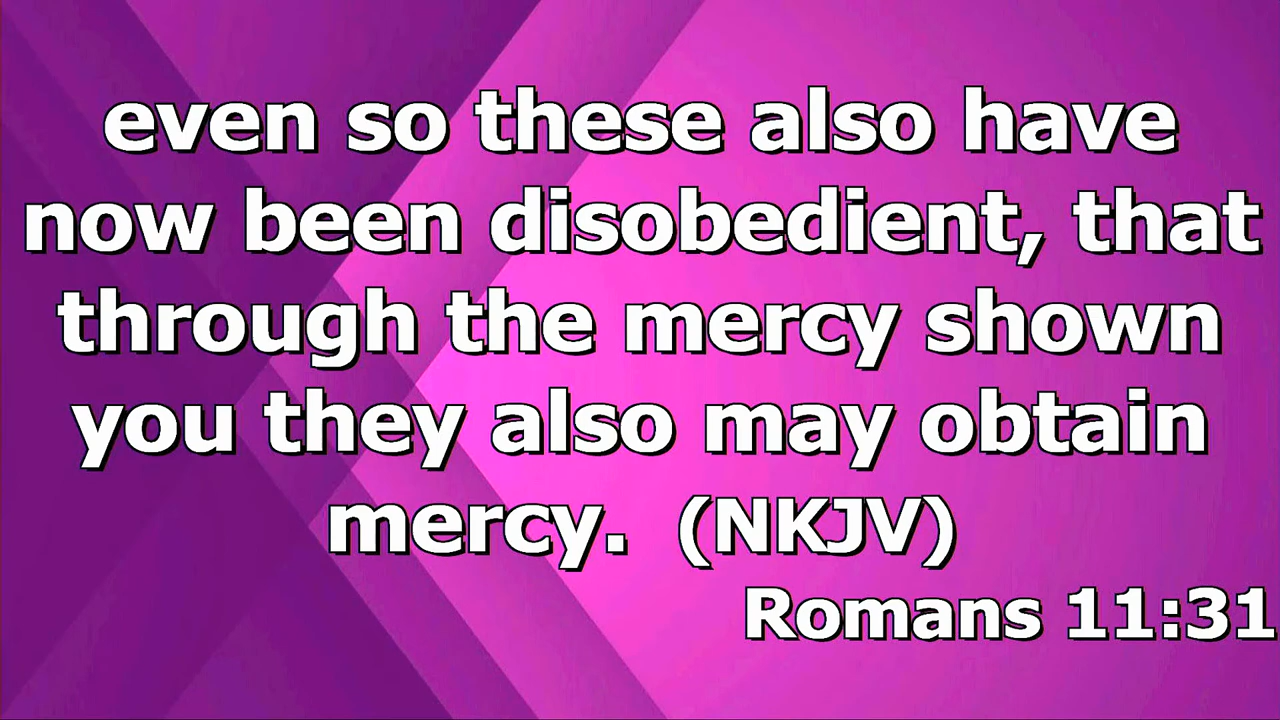 even so these also have
now been disobedient, that
through the mercy shown
you they also may obtain
mercy. (NKJV)
Romans 11:31